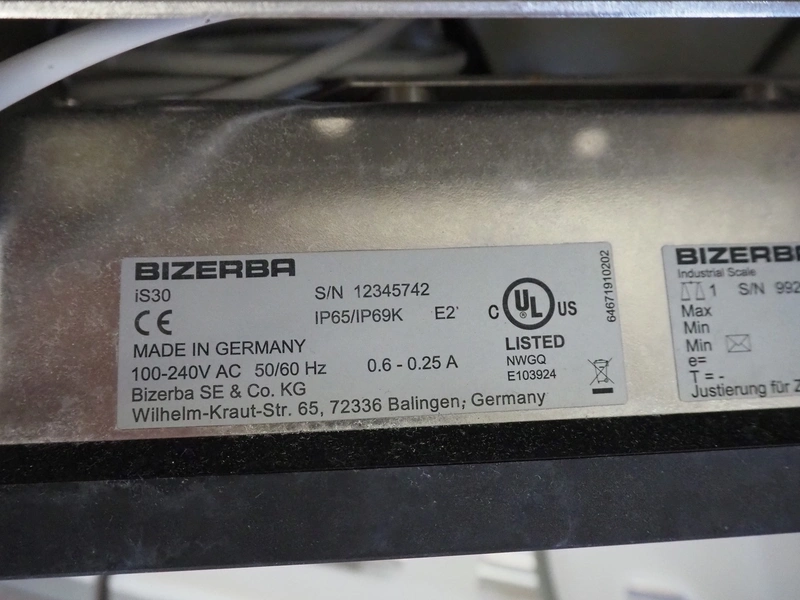 BIZERBA
iS30 S/N 12345742
CE IP65/IP69K E2
MADE IN GERMANY
100-240V AC 50/60 Hz 0.6 - 0.25 A
Bizerba SE & Co. KG
Wilhelm-Kraut-Str. 65, 72336 Balingen; Germany
C UL US
®
LISTED
NWGQ
E103924
64671910202
BIZERBA
Industrial Scale
1 S/N 992
Max
Min
Min
e=
T = -
Justierung für Z